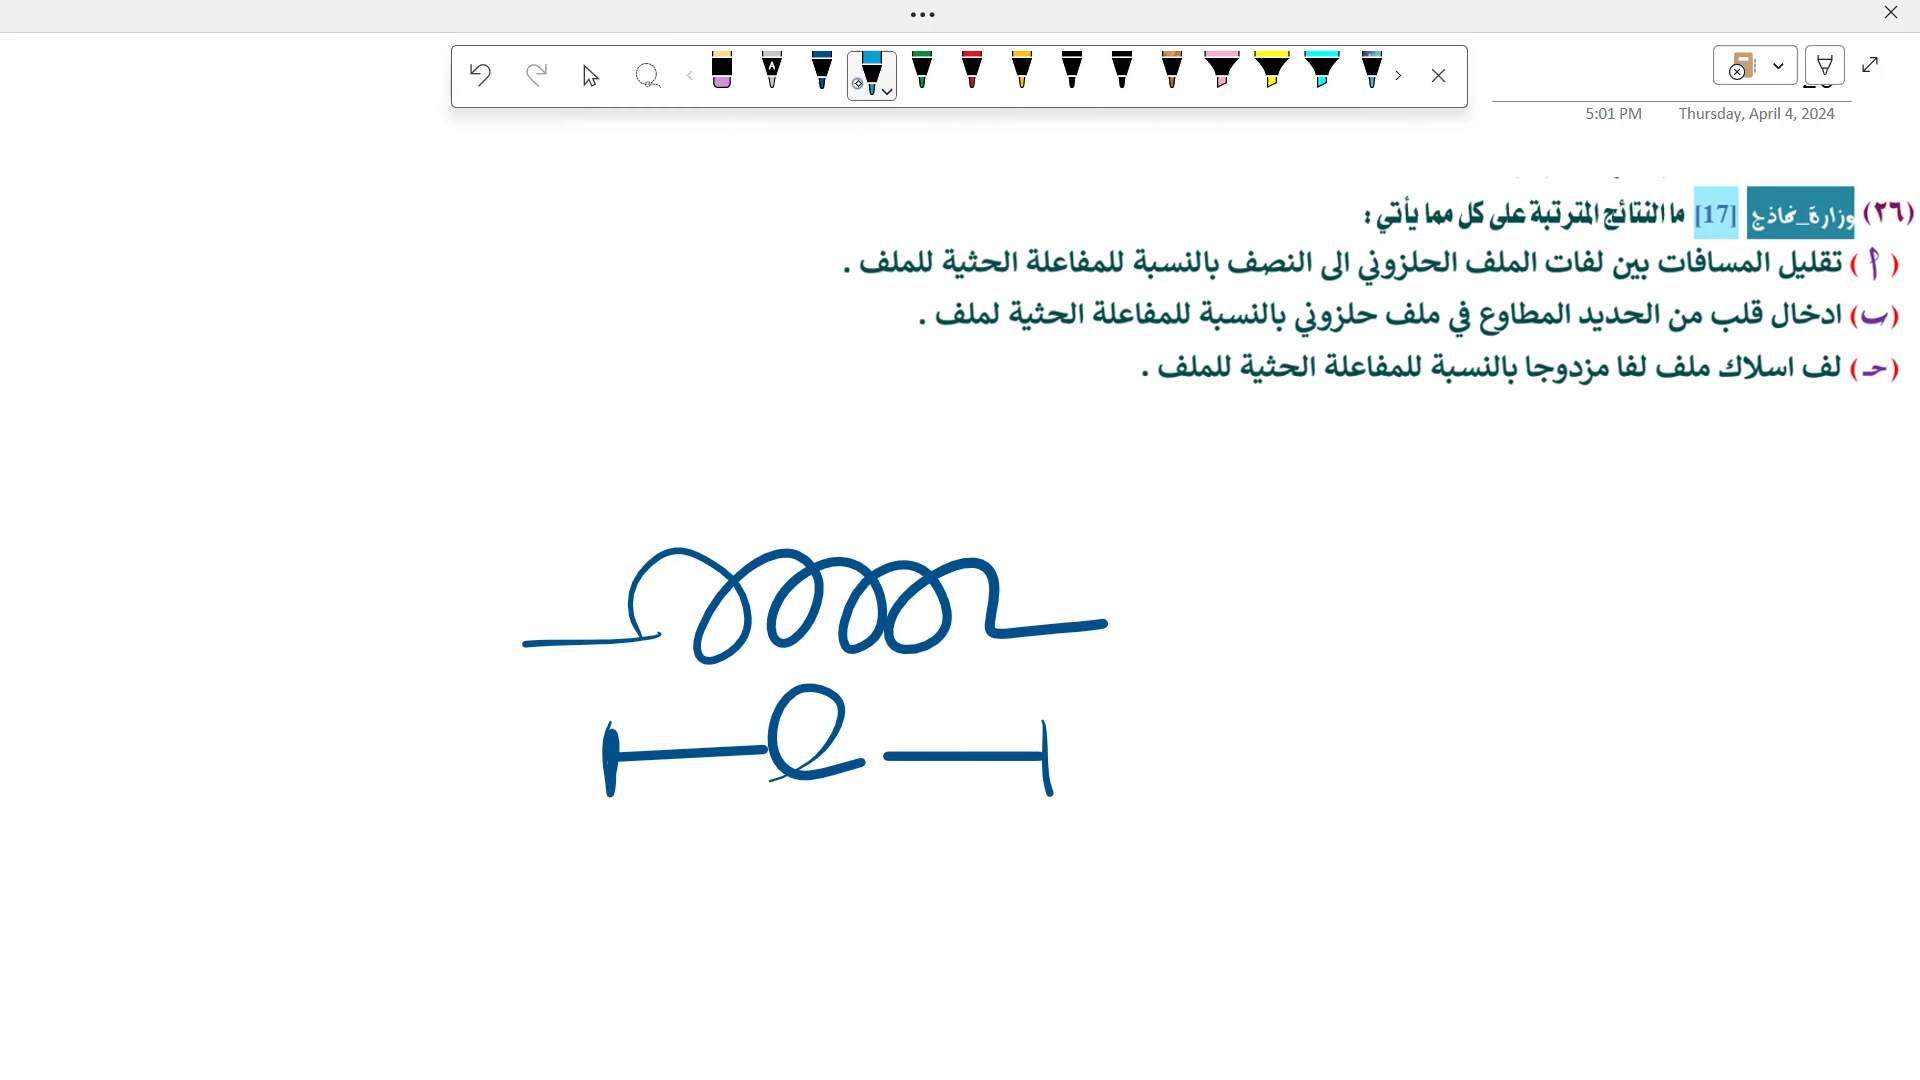 5:01 PM Thursday, April 4, 2024
(٢٦) وزارة_نماذج [17] ما النتائج المترتبة على كل مما يأتي :
(أ) تقليل المسافات بين لفات الملف الحلزوني الى النصف بالنسبة للمفاعلة الحثية للملف .
(ب) ادخال قلب من الحديد المطاوع في ملف حلزوني بالنسبة للمفاعلة الحثية لملف .
(حـ) لف اسلاك ملف لفا مزدوجا بالنسبة للمفاعلة الحثية للملف .